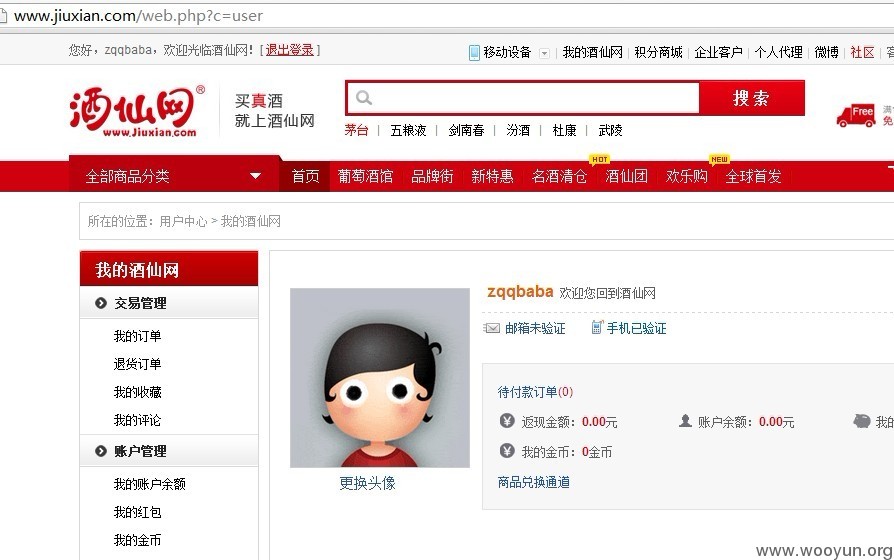 www.jiuxian.com/web.php?c=user
您好，zqqbaba，欢迎光临酒仙网！[退出登录] 移动设备 我的酒仙网 积分商城 企业客户 个人代理 微博 社区
酒仙网® www.Jiuxian.com
买真酒
就上酒仙网
搜索
Free
免
茅台 | 五粮液 | 剑南春 | 汾酒 | 杜康 | 武陵
HOT NEW
全部商品分类 首页 葡萄酒馆 品牌街 新特惠 名酒清仓 酒仙团 欢乐购 全球首发
所在的位置：用户中心 > 我的酒仙网
我的酒仙网
交易管理
我的订单
退货订单
我的收藏
我的评论
账户管理
我的账户余额
我的红包
我的金币
更换头像
zqqbaba 欢迎您回到酒仙网
邮箱未验证 手机已验证
待付款订单(0)
返现金额：0.00元 账户余额：0.00元 我的
我的金币：0金币
商品兑换通道
www.wooyun.org